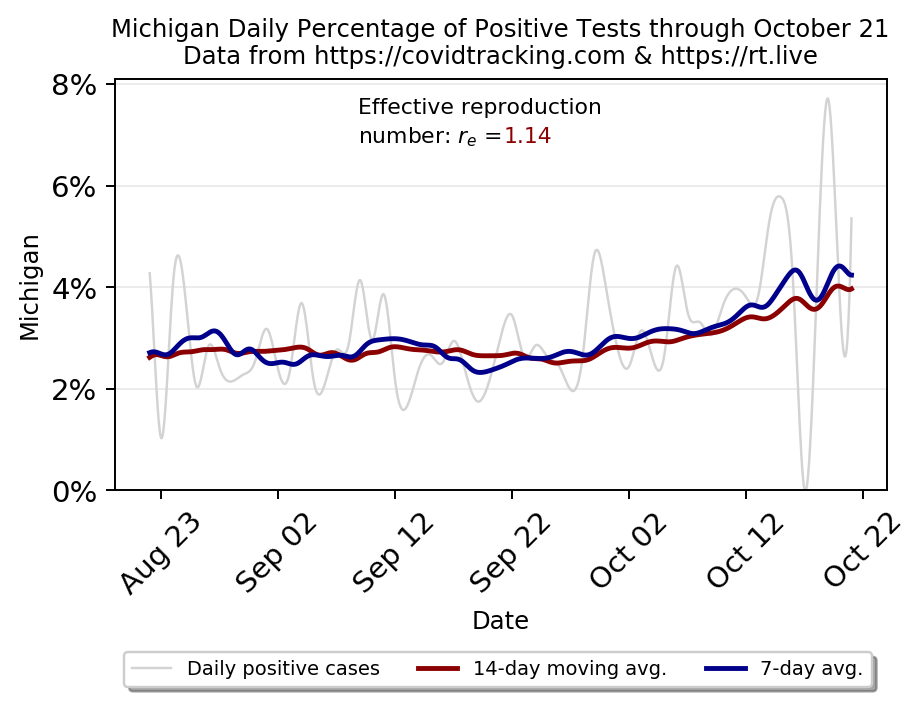 Michigan Daily Percentage of Positive Tests through October 21
Data from https://covidtracking.com & https://rt.live
Effective reproduction
number: rₑ =1.14
8%
6%
4%
2%
0%
Michigan
Aug 23
Sep 02
Sep 12
Sep 22
Oct 02
Oct 12
Oct 22
Date
Daily positive cases
14-day moving avg.
7-day avg.